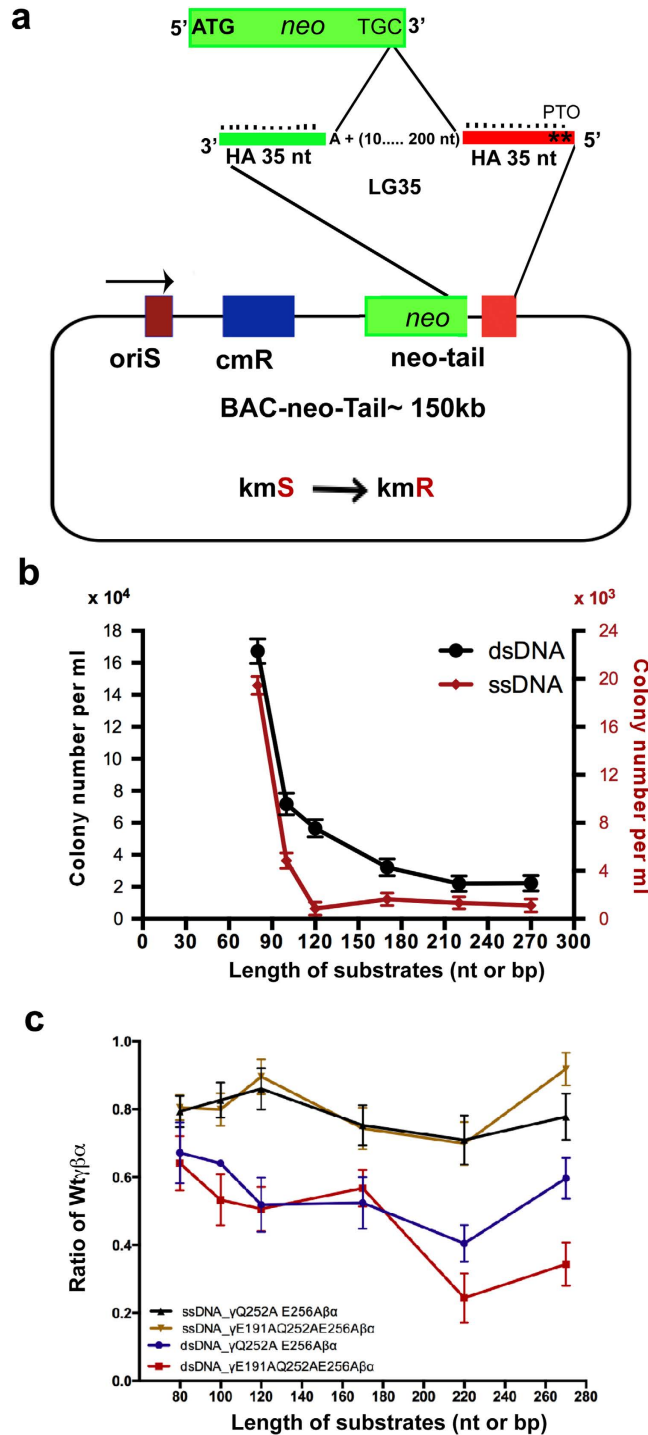 a
5’ ATG neo TGC 3’
PTO
3’ A + (10..... 200 nt) ** 5’
HA 35 nt HA 35 nt
LG35
neo
oriS cmR neo-tail
BAC-neo-Tail~ 150kb
kmS kmR
b
x 10⁴ x 10³
Colony number per ml
18
16
14
12
10
8
6
4
2
0
dsDNA
ssDNA
24
20
16
12
8
4
0
Colony number per ml
0 30 60 90 120 150 180 210 240 270 300
Length of substrates (nt or bp)
c
Ratio of Wtγβα
1.0
0.8
0.6
0.4
0.2
0.0
ssDNA_γQ252A E256Aβα
ssDNA_γE191AQ252AE256Aβα
dsDNA_γQ252A E256Aβα
dsDNA_γE191AQ252AE256Aβα
80 100 120 140 160 180 200 220 240 260 280
Length of substrates (nt or bp)